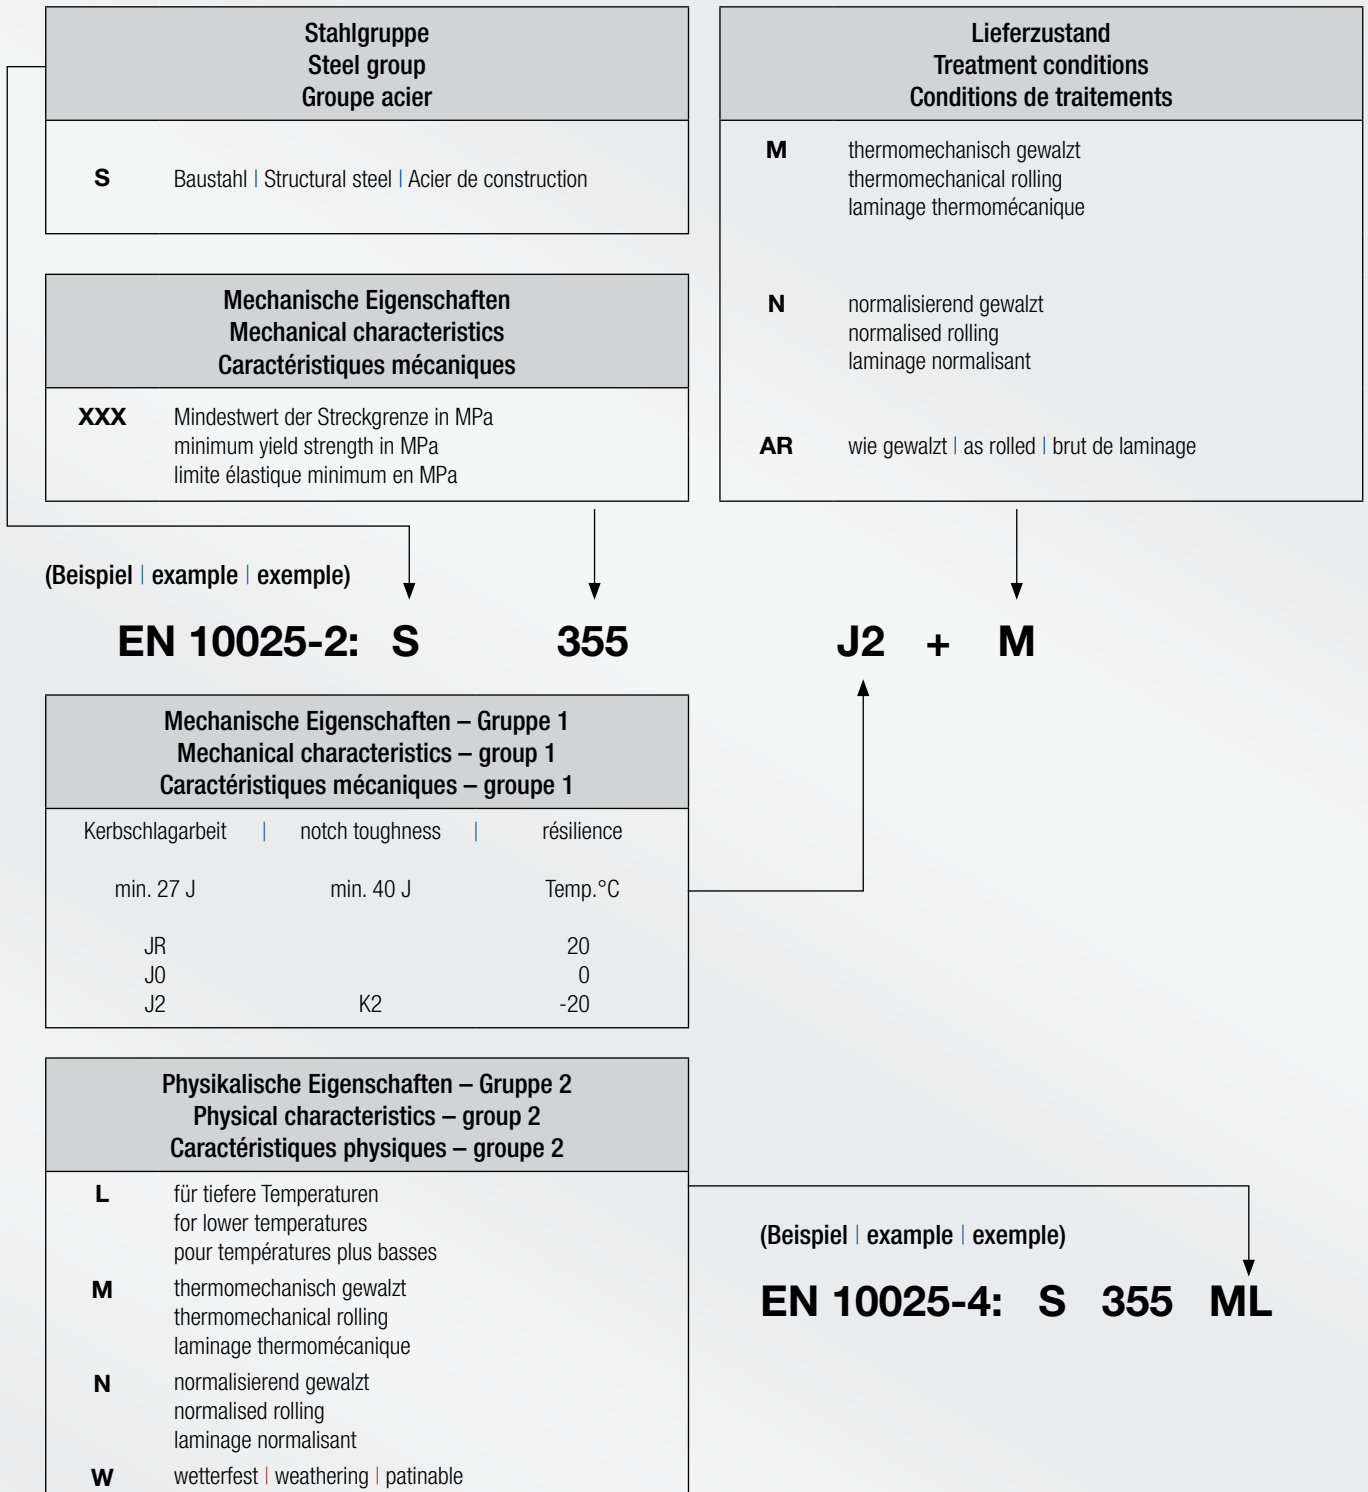 Stahlgruppe
Steel group
Groupe acier
S Baustahl | Structural steel | Acier de construction
Mechanische Eigenschaften
Mechanical characteristics
Caractéristiques mécaniques
XXX Mindestwert der Streckgrenze in MPa
minimum yield strength in MPa
limite élastique minimum en MPa
Lieferzustand
Treatment conditions
Conditions de traitements
M thermomechanisch gewalzt
thermomechanical rolling
laminage thermomécanique
N normalisierend gewalzt
normalised rolling
laminage normalisant
AR wie gewalzt | as rolled | brut de laminage
(Beispiel | example | exemple)
EN 10025-2: S 355 J2 + M
Mechanische Eigenschaften – Gruppe 1
Mechanical characteristics – group 1
Caractéristiques mécaniques – groupe 1
Kerbschlagarbeit | notch toughness | résilience
min. 27 J min. 40 J Temp.°C
JR 20
J0 0
J2 K2 -20
Physikalische Eigenschaften – Gruppe 2
Physical characteristics – group 2
Caractéristiques physiques – groupe 2
L für tiefere Temperaturen
for lower temperatures
pour températures plus basses
M thermomechanisch gewalzt
thermomechanical rolling
laminage thermomécanique
N normalisierend gewalzt
normalised rolling
laminage normalisant
W wetterfest | weathering | patinable
(Beispiel | example | exemple)
EN 10025-4: S 355 ML